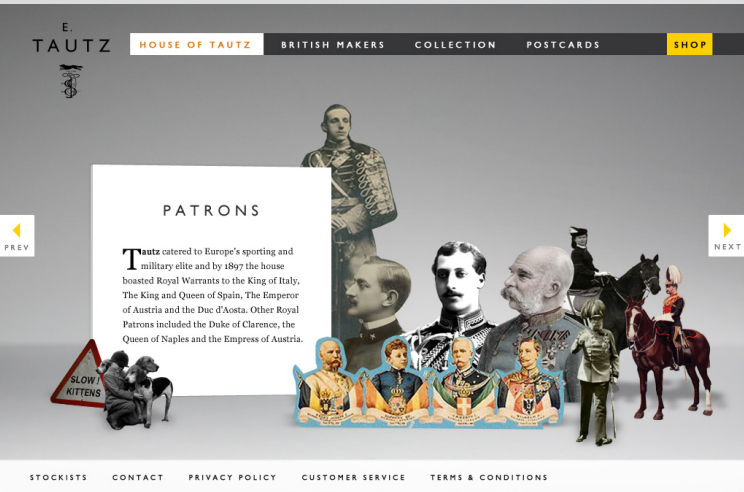 E.
TAUTZ
HOUSE OF TAUTZ
BRITISH MAKERS
COLLECTION
POSTCARDS
SHOP
PATRONS
Tautz catered to Europe's sporting and
military elite and by 1897 the house
boasted Royal Warrants to the King of Italy,
The King and Queen of Spain, The Emperor
of Austria and the Duc d'Aosta. Other Royal
Patrons included the Duke of Clarence, the
Queen of Naples and the Empress of Austria.
PREV
NEXT
SLOW!
KITTENS
STOCKISTS
CONTACT
PRIVACY POLICY
CUSTOMER SERVICE
TERMS & CONDITIONS